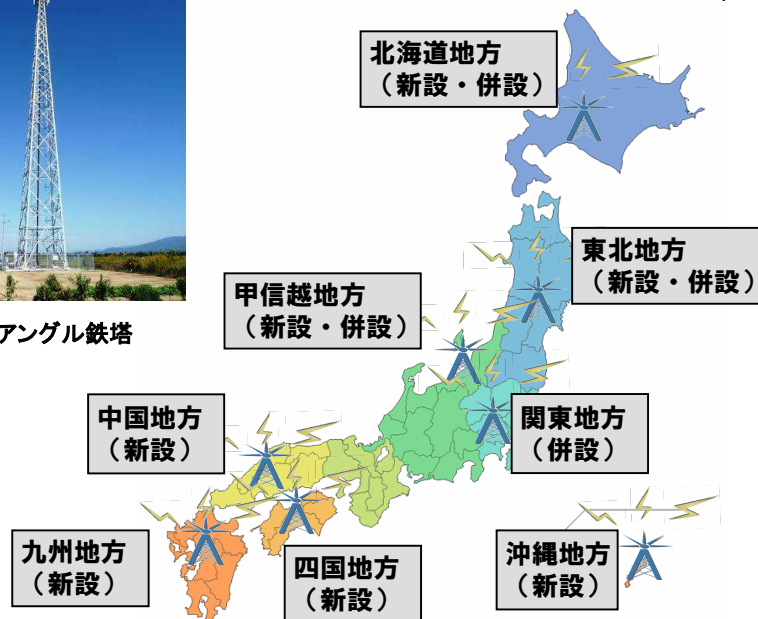 北海道地方
（新設・併設）
東北地方
（新設・併設）
甲信越地方
（新設・併設）
アングル鉄塔
中国地方
（新設）
関東地方
（併設）
九州地方
（新設）
四国地方
（新設）
沖縄地方
（新設）